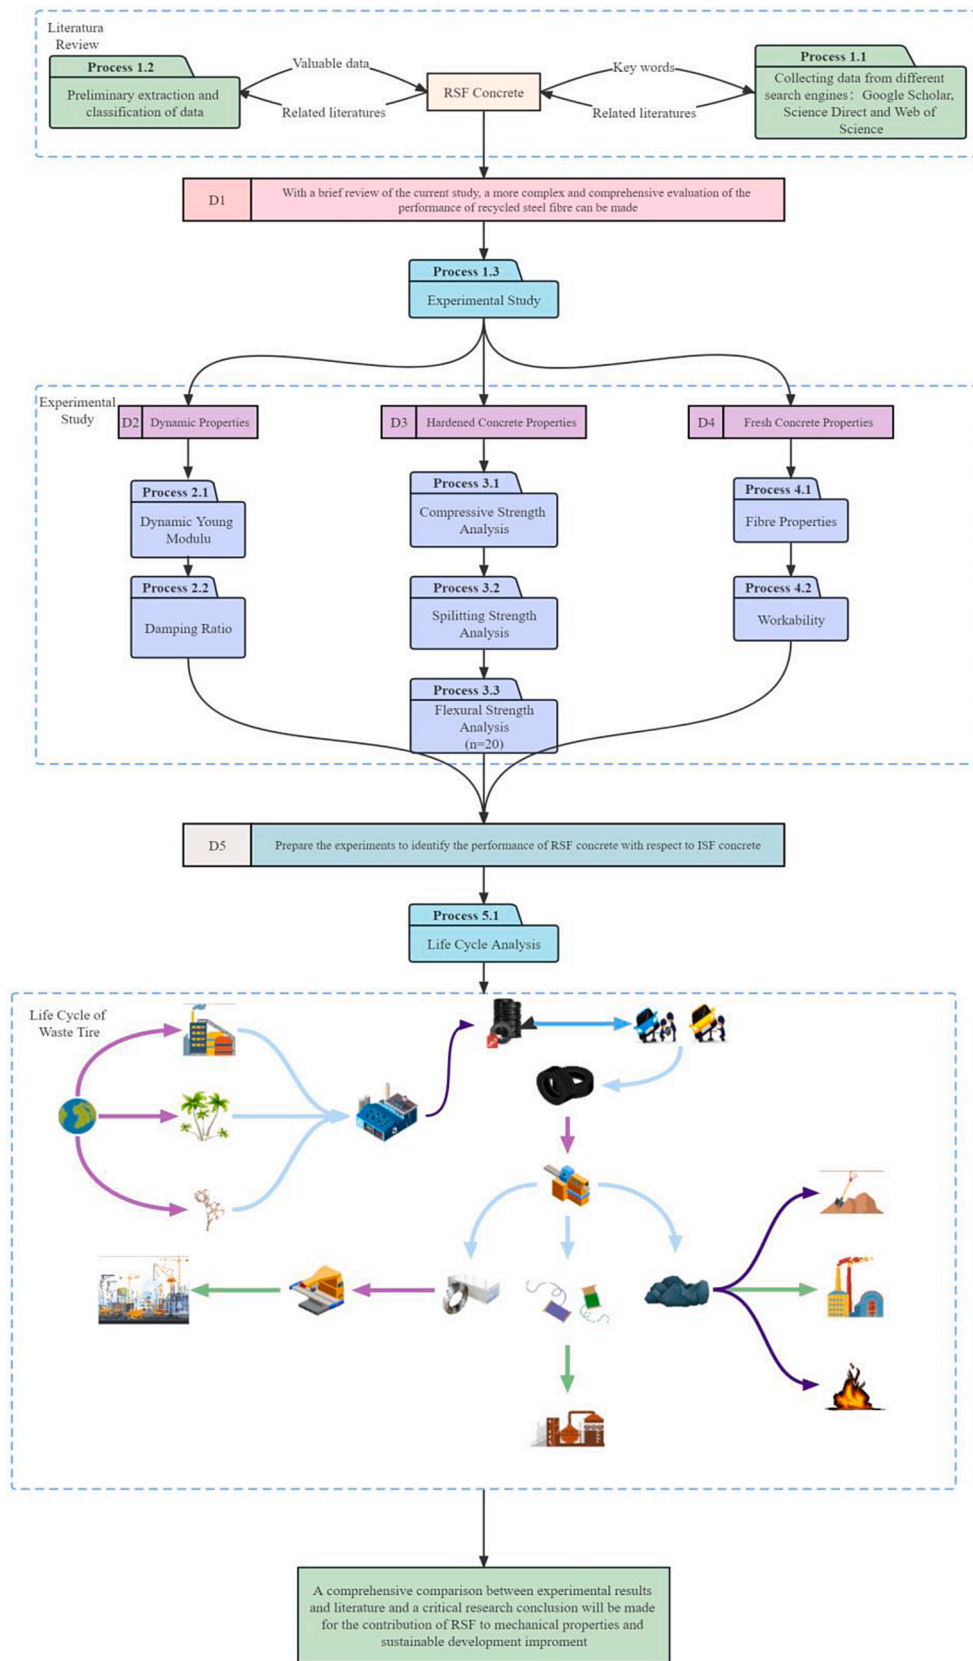 Literatura
Review
Process 1.2
Preliminary extraction and
classification of data
Valuable data
Related literatures
RSF Concrete
Key words
Related literatures
Process 1.1
Collecting data from different
search engines：Google Scholar,
Science Direct and Web of
Science
D1
With a brief review of the current study, a more complex and comprehensive evaluation of the
performance of recycled steel fibre can be made
Process 1.3
Experimental Study
Experimental
Study
D2
Dynamic Properties
D3
Hardened Concrete Properties
D4
Fresh Concrete Properties
Process 2.1
Dynamic Young
Modulu
Process 2.2
Damping Ratio
Process 3.1
Compressive Strength
Analysis
Process 3.2
Spilitting Strength
Analysis
Process 3.3
Flexural Strength
Analysis
(n=20)
Process 4.1
Fibre Properties
Process 4.2
Workability
D5
Prepare the experiments to identify the performance of RSF concrete with respect to ISF concrete
Process 5.1
Life Cycle Analysis
Life Cycle of
Waste Tire
A comprehensive comparison between experimental results
and literature and a critical research conclusion will be made
for the contribution of RSF to mechanical properties and
sustainable development improment